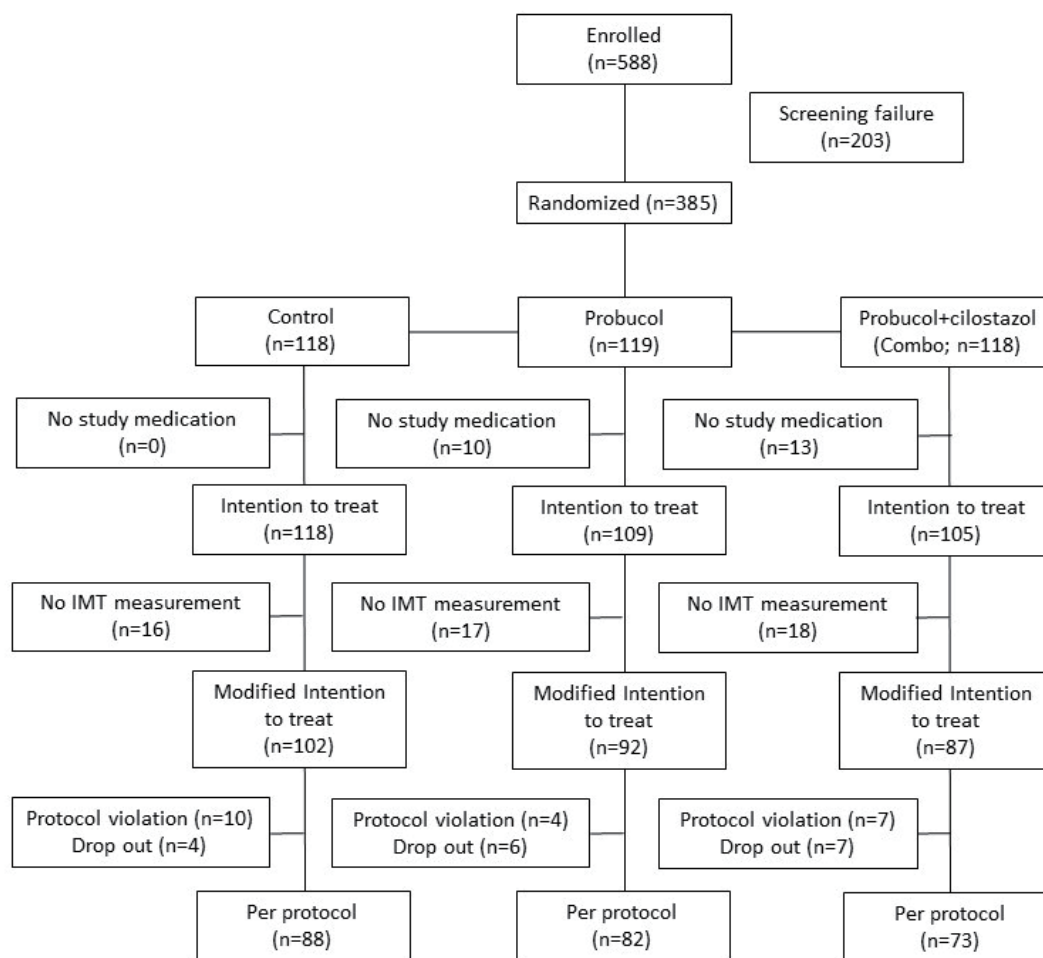 Enrolled
(n=588)
Screening failure
(n=203)
Randomized (n=385)
Control
(n=118)
Probucol
(n=119)
Probucol+cilostazol
(Combo; n=118)
No study medication
(n=0)
No study medication
(n=10)
No study medication
(n=13)
Intention to treat
(n=118)
Intention to treat
(n=109)
Intention to treat
(n=105)
No IMT measurement
(n=16)
No IMT measurement
(n=17)
No IMT measurement
(n=18)
Modified Intention
to treat
(n=102)
Modified Intention
to treat
(n=92)
Modified Intention
to treat
(n=87)
Protocol violation (n=10)
Drop out (n=4)
Protocol violation (n=4)
Drop out (n=6)
Protocol violation (n=7)
Drop out (n=7)
Per protocol
(n=88)
Per protocol
(n=82)
Per protocol
(n=73)